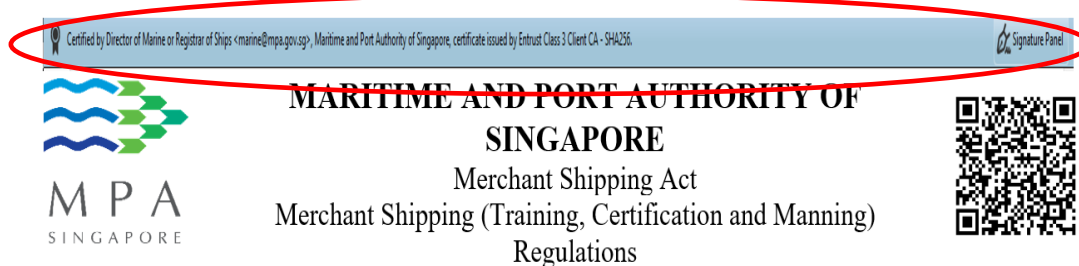 Certified by Director of Marine or Registrar of Ships <marine@mpa.gov.sg>, Maritime and Port Authority of Singapore, certificate issued by Entrust Class 3 Client CA - SHA256.
Signature Panel
MARITIME AND PORT AUTHORITY OF
SINGAPORE
Merchant Shipping Act
Merchant Shipping (Training, Certification and Manning)
Regulations
MPA
SINGAPORE